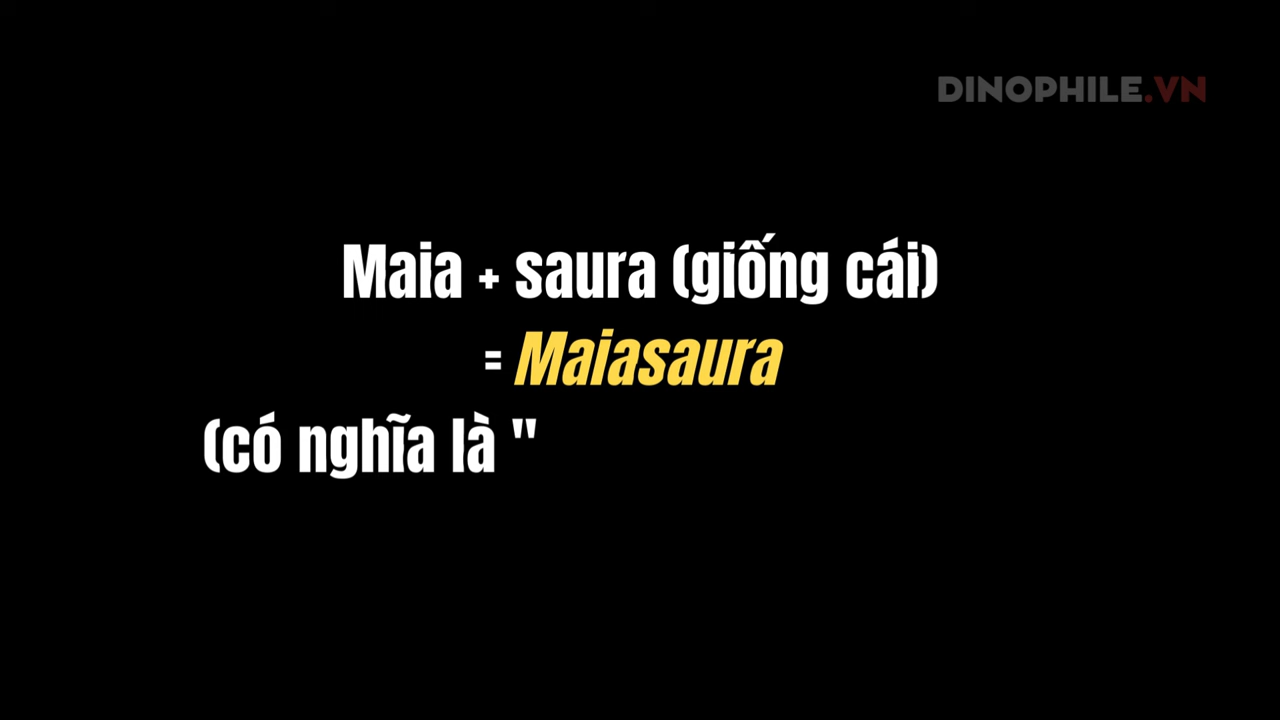 DINOPHILE.VN
Maia + saura (giống cái)
= Maiasaura
(có nghĩa là "